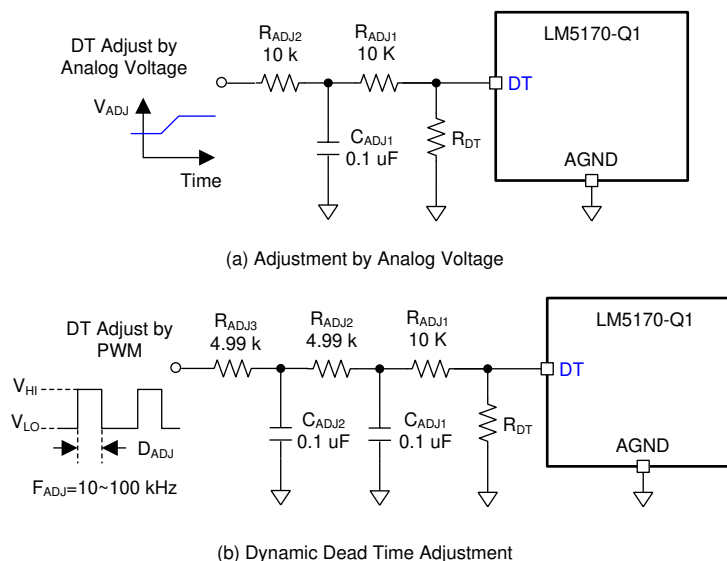 DT Adjust by
Analog Voltage
V_ADJ
Time
R_ADJ2
10 k
R_ADJ1
10 K
C_ADJ1
0.1 uF
R_DT
LM5170-Q1
DT
AGND
(a) Adjustment by Analog Voltage
DT Adjust by
PWM
V_HI
V_LO
D_ADJ
F_ADJ=10~100 kHz
R_ADJ3
4.99 k
R_ADJ2
4.99 k
R_ADJ1
10 K
C_ADJ2
0.1 uF
C_ADJ1
0.1 uF
R_DT
LM5170-Q1
DT
AGND
(b) Dynamic Dead Time Adjustment